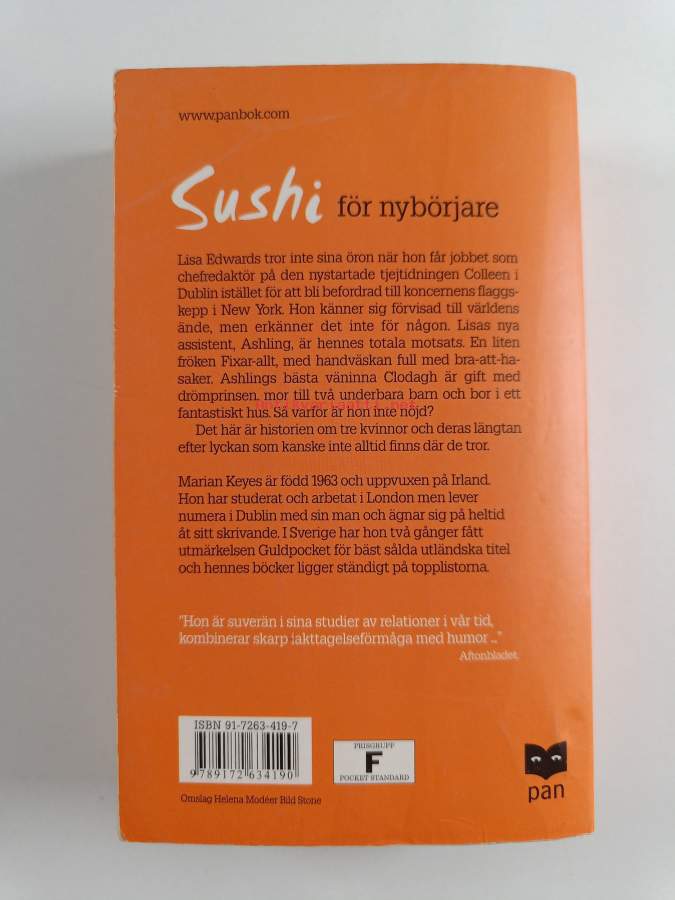 www.panbok.com
Sushi för nybörjare
Lisa Edwards tror inte sina öron när hon får jobbet som
chefredaktör på den nystartade tjejtidningen Colleen i
Dublin istället för att bli befordrad till koncernens flaggs-
kepp i New York. Hon känner sig förvisad till världens
ände, men erkänner det inte för någon. Lisas nya
assistent, Ashling, är hennes totala motsats. En liten
fröken Fixar-allt, med handväskan full med bra-att-ha-
saker. Ashlings bästa väninna Clodagh är gift med
drömprinsen, mor till två underbara barn och bor i ett
fantastiskt hus. Så varför är hon inte nöjd?
Det här är historien om tre kvinnor och deras längtan
efter lyckan som kanske inte alltid finns där de tror.
Marian Keyes är född 1963 och uppvuxen på Irland.
Hon har studerat och arbetat i London men lever
numera i Dublin med sin man och ägnar sig på heltid
åt sitt skrivande. I Sverige har hon två gånger fått
utmärkelsen Guldpocket för bäst sålda utländska titel
och hennes böcker ligger ständigt på topplistorna.
"Hon är suverän i sina studier av relationer i vår tid,
kombinerar skarp iakttagelseförmåga med humor ..."
Aftonbladet
ISBN 91-7263-419-7
9 789172 634190
PRISGRUPP
F
POCKET STANDARD
pan
Omslag Helena Modéer Bild Stone